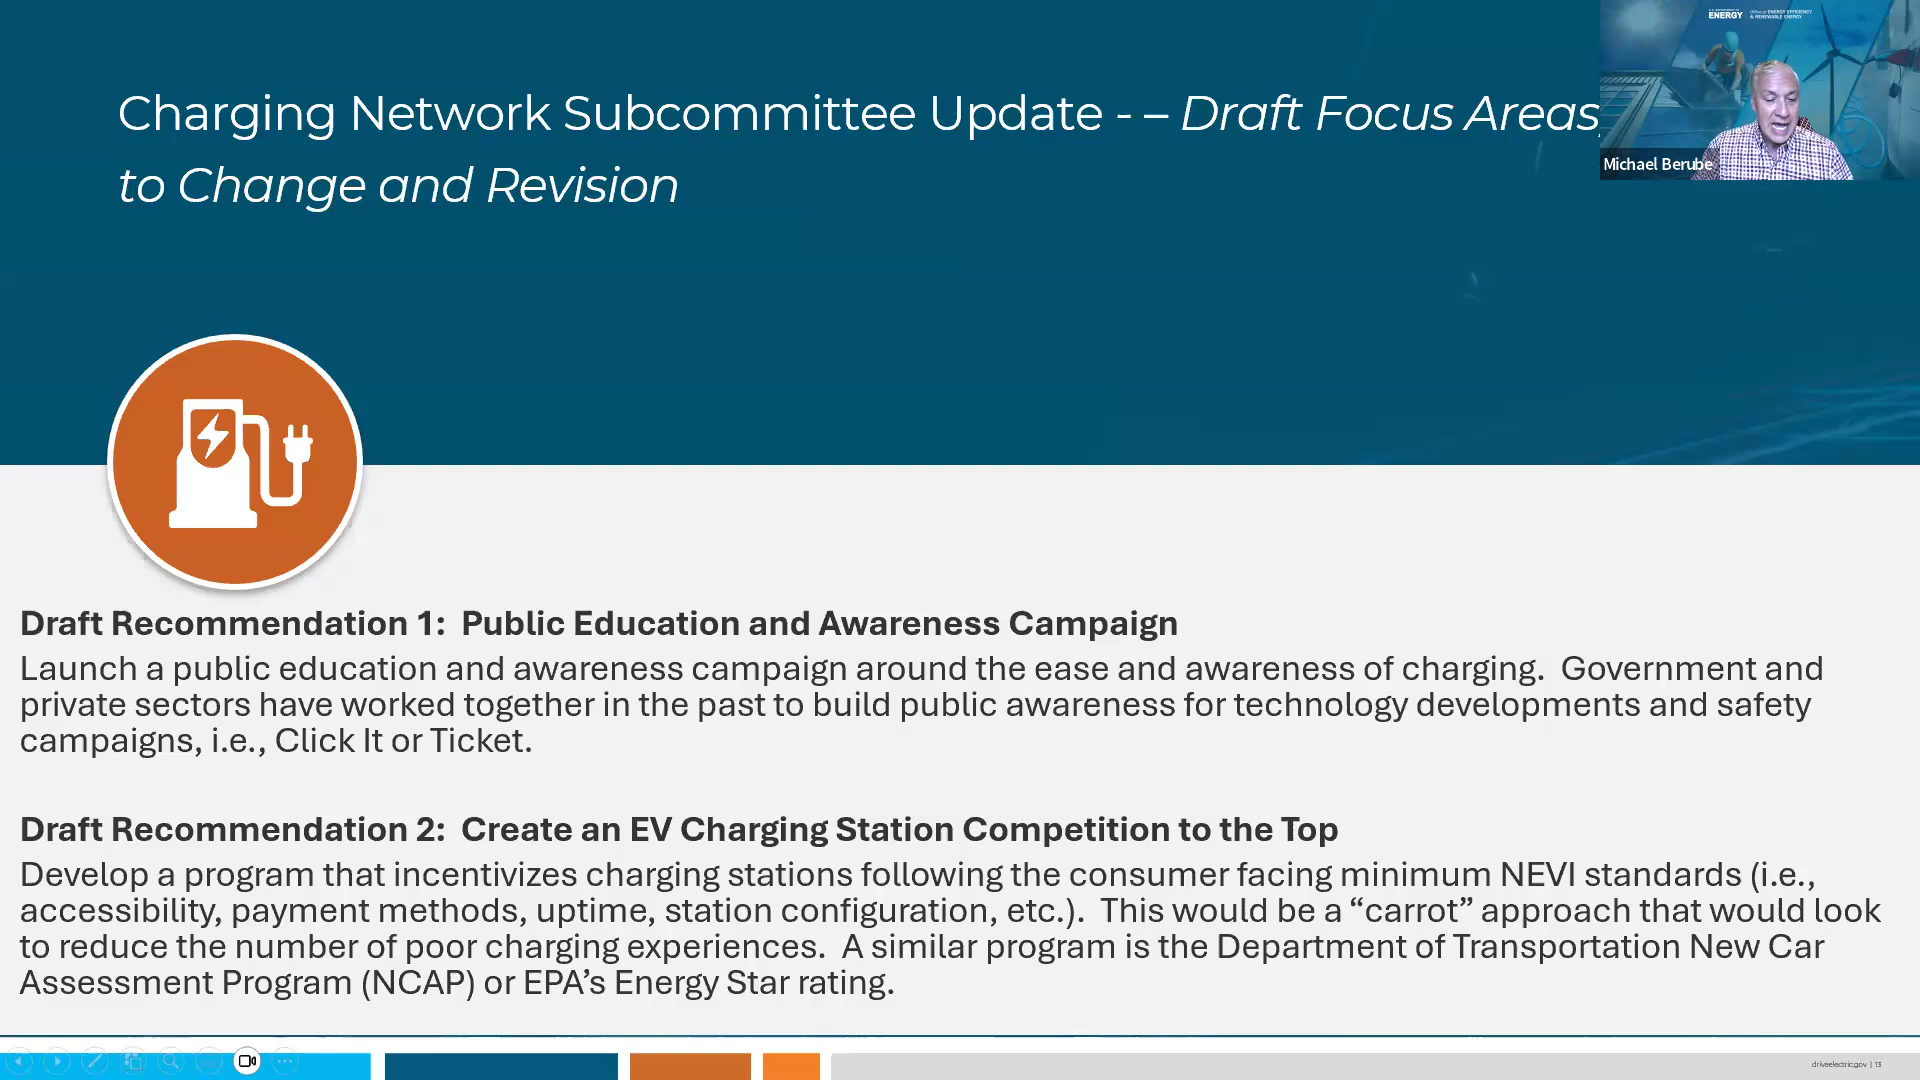 ENERGY
Office of ENERGY EFFICIENCY
& RENEWABLE ENERGY
Charging Network Subcommittee Update - – Draft Focus Areas,
to Change and Revision
Michael Berube
Draft Recommendation 1:  Public Education and Awareness Campaign
Launch a public education and awareness campaign around the ease and awareness of charging.  Government and
private sectors have worked together in the past to build public awareness for technology developments and safety
campaigns, i.e., Click It or Ticket.
Draft Recommendation 2:  Create an EV Charging Station Competition to the Top
Develop a program that incentivizes charging stations following the consumer facing minimum NEVI standards (i.e.,
accessibility, payment methods, uptime, station configuration, etc.).  This would be a “carrot” approach that would look
to reduce the number of poor charging experiences.  A similar program is the Department of Transportation New Car
Assessment Program (NCAP) or EPA’s Energy Star rating.
driveelectric.gov | 13